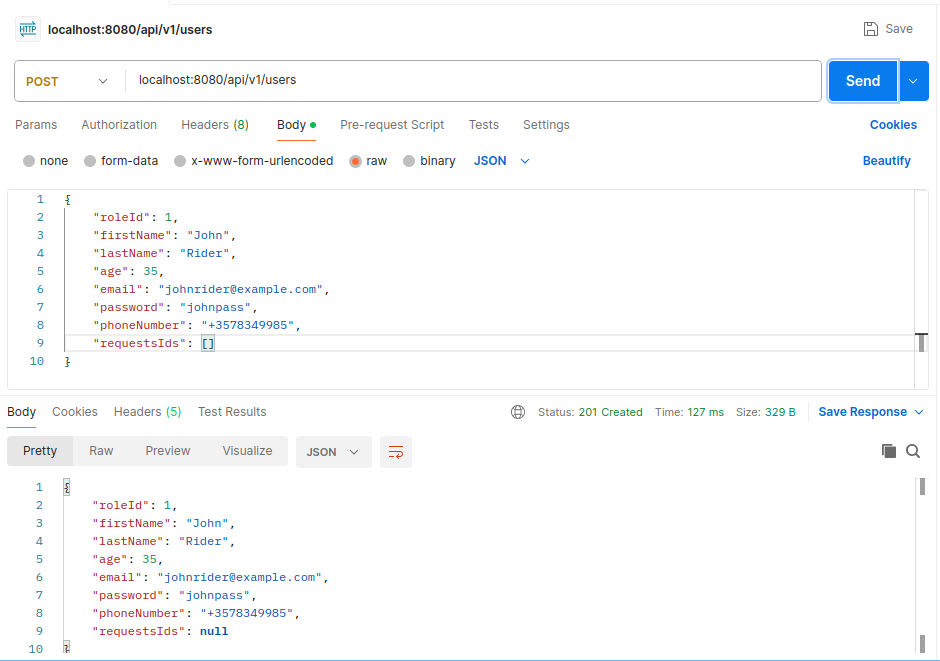 HTTP localhost:8080/api/v1/users Save
POST localhost:8080/api/v1/users Send
Params Authorization Headers (8) Body Pre-request Script Tests Settings Cookies
none form-data x-www-form-urlencoded raw binary JSON Beautify
1 {
2 "roleId": 1,
3 "firstName": "John",
4 "lastName": "Rider",
5 "age": 35,
6 "email": "johnrider@example.com",
7 "password": "johnpass",
8 "phoneNumber": "+3578349985",
9 "requestsIds": []
10 }
Body Cookies Headers (5) Test Results Status: 201 Created Time: 127 ms Size: 329 B Save Response
Pretty Raw Preview Visualize JSON
1 {
2 "roleId": 1,
3 "firstName": "John",
4 "lastName": "Rider",
5 "age": 35,
6 "email": "johnrider@example.com",
7 "password": "johnpass",
8 "phoneNumber": "+3578349985",
9 "requestsIds": null
10 }